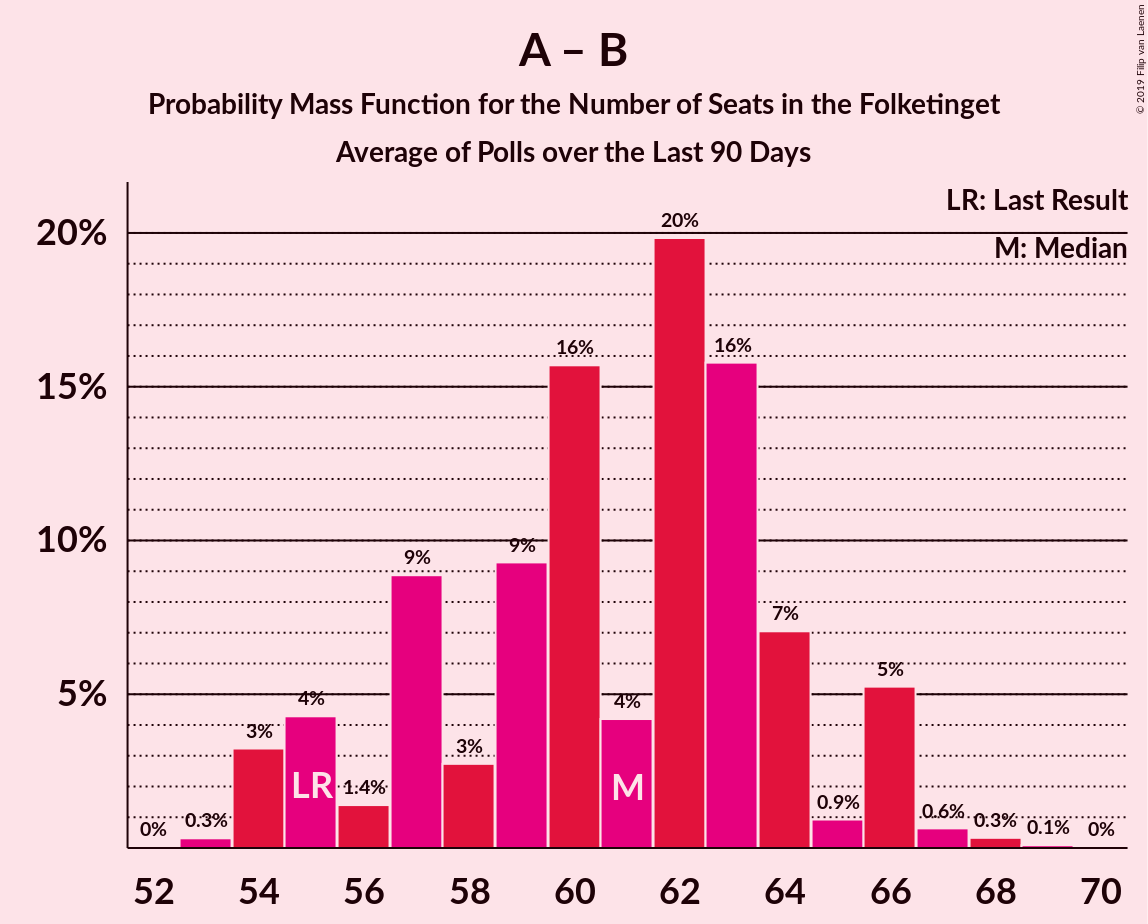 A – B
Probability Mass Function for the Number of Seats in the Folketinget
Average of Polls over the Last 90 Days
© 2019 Filip van Laenen
LR: Last Result
M: Median
20%
15%
10%
5%
0%
0.3%
3%
4%
1.4%
9%
3%
9%
16%
4%
20%
16%
7%
0.9%
5%
0.6%
0.3%
0.1%
0%
LR
M
52 54 56 58 60 62 64 66 68 70